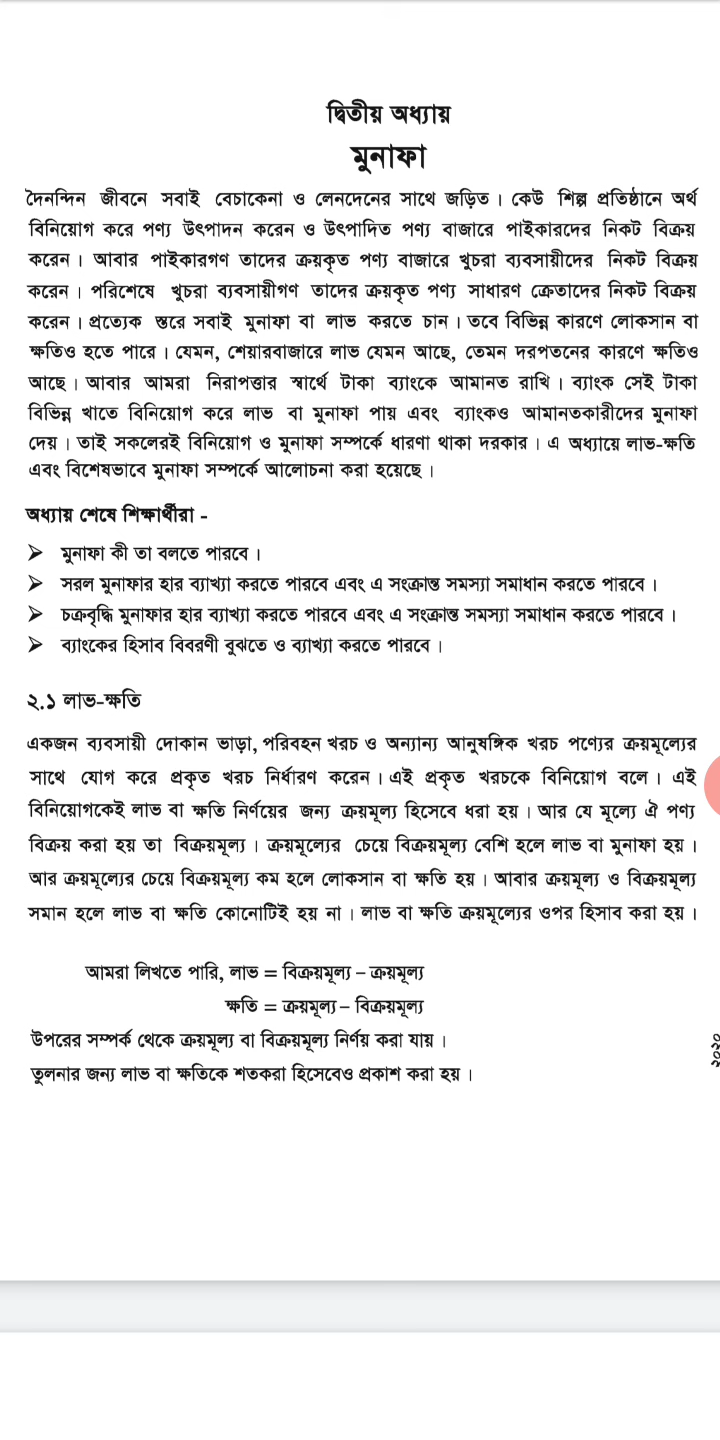 দ্বিতীয় অধ্যায়
মুনাফা
দৈনন্দিন জীবনে সবাই বেচাকেনা ও লেনদেনের সাথে জড়িত। কেউ শিল্প প্রতিষ্ঠানে অর্থ
বিনিয়োগ করে পণ্য উৎপাদন করেন ও উৎপাদিত পণ্য বাজারে পাইকারদের নিকট বিক্রয়
করেন। আবার পাইকারগণ তাদের ক্রয়কৃত পণ্য বাজারে খুচরা ব্যবসায়ীদের নিকট বিক্রয়
করেন। পরিশেষে খুচরা ব্যবসায়ীগণ তাদের ক্রয়কৃত পণ্য সাধারণ ক্রেতাদের নিকট বিক্রয়
করেন। প্রত্যেক স্তরে সবাই মুনাফা বা লাভ করতে চান। তবে বিভিন্ন কারণে লোকসান বা
ক্ষতিও হতে পারে। যেমন, শেয়ারবাজারে লাভ যেমন আছে, তেমন দরপতনের কারণে ক্ষতিও
আছে। আবার আমরা নিরাপত্তার স্বার্থে টাকা ব্যাংকে আমানত রাখি। ব্যাংক সেই টাকা
বিভিন্ন খাতে বিনিয়োগ করে লাভ বা মুনাফা পায় এবং ব্যাংকও আমানতকারীদের মুনাফা
দেয়। তাই সকলেরই বিনিয়োগ ও মুনাফা সম্পর্কে ধারণা থাকা দরকার। এ অধ্যায়ে লাভ-ক্ষতি
এবং বিশেষভাবে মুনাফা সম্পর্কে আলোচনা করা হয়েছে।
অধ্যায় শেষে শিক্ষার্থীরা -
➢ মুনাফা কী তা বলতে পারবে।
➢ সরল মুনাফার হার ব্যাখ্যা করতে পারবে এবং এ সংক্রান্ত সমস্যা সমাধান করতে পারবে।
➢ চক্রবৃদ্ধি মুনাফার হার ব্যাখ্যা করতে পারবে এবং এ সংক্রান্ত সমস্যা সমাধান করতে পারবে।
➢ ব্যাংকের হিসাব বিবরণী বুঝতে ও ব্যাখ্যা করতে পারবে।
২.১ লাভ-ক্ষতি
একজন ব্যবসায়ী দোকান ভাড়া, পরিবহন খরচ ও অন্যান্য আনুষঙ্গিক খরচ পণ্যের ক্রয়মূল্যের
সাথে যোগ করে প্রকৃত খরচ নির্ধারণ করেন। এই প্রকৃত খরচকে বিনিয়োগ বলে। এই
বিনিয়োগকেই লাভ বা ক্ষতি নির্ণয়ের জন্য ক্রয়মূল্য হিসেবে ধরা হয়। আর যে মূল্যে ঐ পণ্য
বিক্রয় করা হয় তা বিক্রয়মূল্য। ক্রয়মূল্যের চেয়ে বিক্রয়মূল্য বেশি হলে লাভ বা মুনাফা হয়।
আর ক্রয়মূল্যের চেয়ে বিক্রয়মূল্য কম হলে লোকসান বা ক্ষতি হয়। আবার ক্রয়মূল্য ও বিক্রয়মূল্য
সমান হলে লাভ বা ক্ষতি কোনোটিই হয় না। লাভ বা ক্ষতি ক্রয়মূল্যের ওপর হিসাব করা হয়।
আমরা লিখতে পারি, লাভ = বিক্রয়মূল্য – ক্রয়মূল্য
ক্ষতি = ক্রয়মূল্য – বিক্রয়মূল্য
উপরের সম্পর্ক থেকে ক্রয়মূল্য বা বিক্রয়মূল্য নির্ণয় করা যায়।
তুলনার জন্য লাভ বা ক্ষতিকে শতকরা হিসেবেও প্রকাশ করা হয়।
২০২০